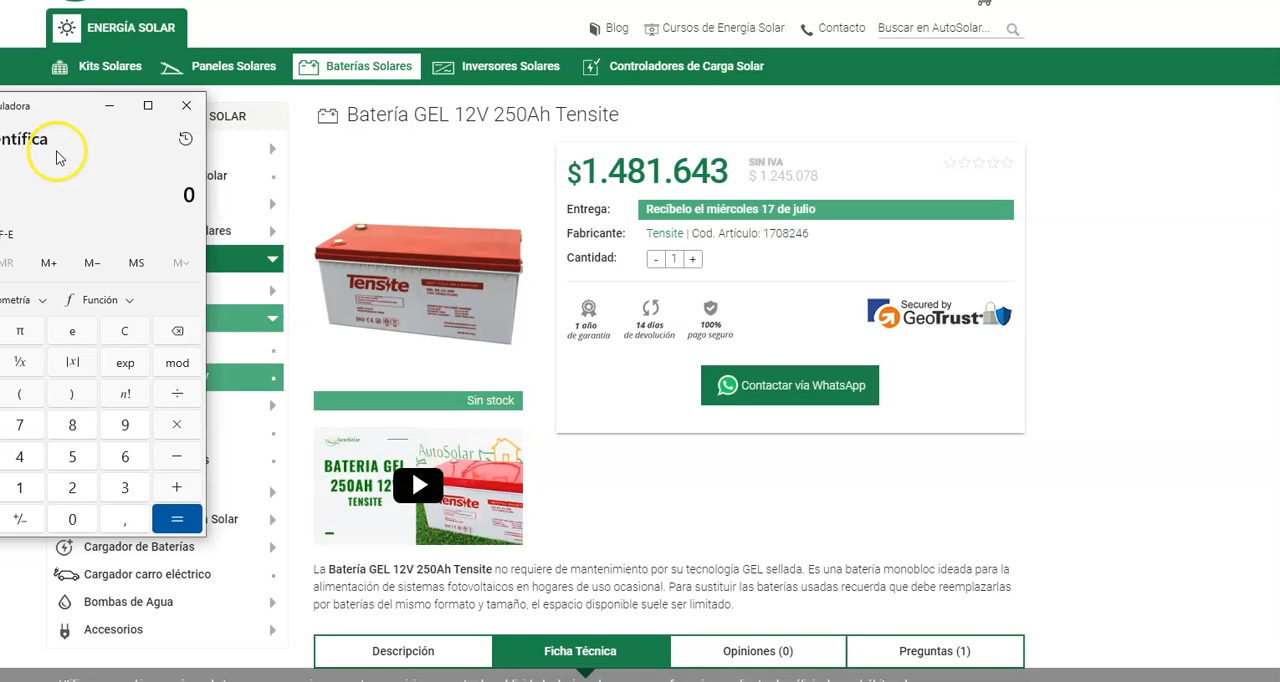 ENERGÍA SOLAR
Blog
Cursos de Energía Solar
Contacto
Buscar en AutoSolar...
Kits Solares
Paneles Solares
Baterías Solares
Inversores Solares
Controladores de Carga Solar
uladora
entífica
0
F-E
MR M+ M− MS M
ometría
f Función
π e C
¹/x |x| exp mod
( ) n! ÷
7 8 9 ×
4 5 6 −
1 2 3 +
+/− 0 , =
SOLAR
olar
lares
s
a Solar
Cargador de Baterías
Cargador carro eléctrico
Bombas de Agua
Accesorios
Batería GEL 12V 250Ah Tensite
$1.481.643
SIN IVA
$ 1.245.078
Entrega: Recíbelo el miércoles 17 de julio
Fabricante: Tensite | Cod. Artículo: 1708246
Cantidad: - 1 +
1 año
de garantía
14 dias
de devolución
100%
pago seguro
Secured by
GeoTrust
Contactar vía WhatsApp
Tensite
Sin stock
AutoSolar
BATERIA GEL
250AH 12V
TENSITE
AutoSolar
ensite
La Batería GEL 12V 250Ah Tensite no requiere de mantenimiento por su tecnología GEL sellada. Es una batería monobloc ideada para la
alimentación de sistemas fotovoltaicos en hogares de uso ocasional. Para sustituir las baterías usadas recuerda que debe reemplazarlas
por baterías del mismo formato y tamaño, el espacio disponible suele ser limitado.
Descripción
Ficha Técnica
Opiniones (0)
Preguntas (1)